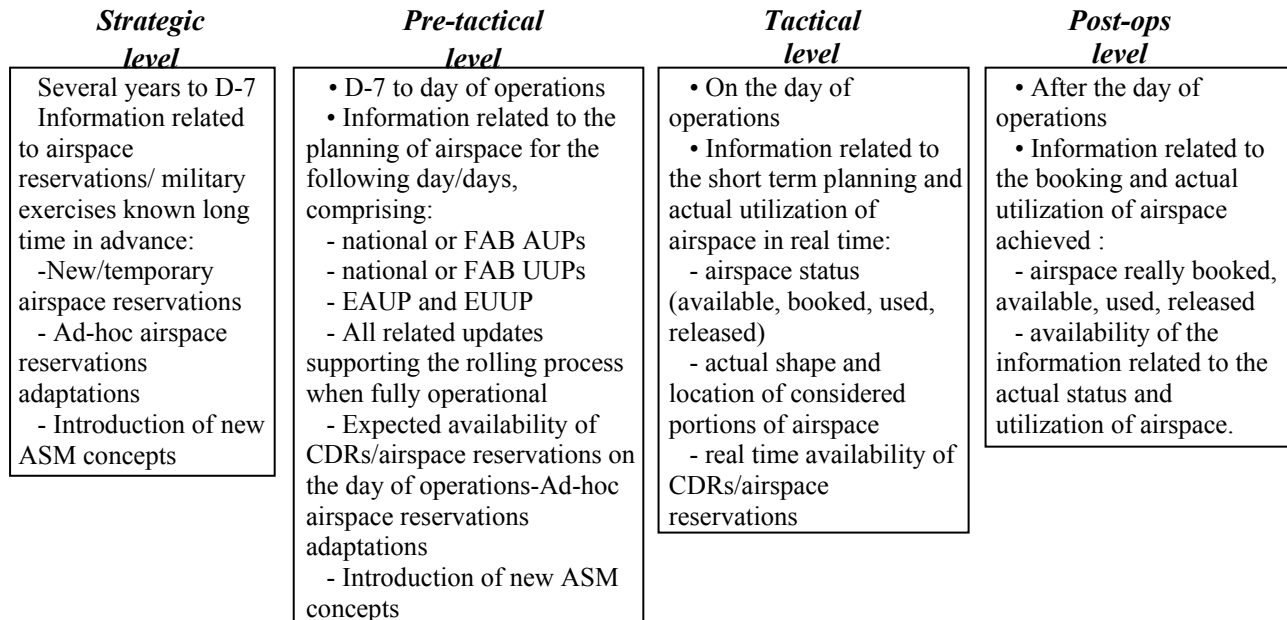 Strategic
level
Several years to D-7
Information related
to airspace
reservations/ military
exercises known long
time in advance:
-New/temporary
airspace reservations
- Ad-hoc airspace
reservations
adaptations
- Introduction of new
ASM concepts
Pre-tactical
level
• D-7 to day of operations
• Information related to the
planning of airspace for the
following day/days,
comprising:
- national or FAB AUPs
- national or FAB UUPs
- EAUP and EUUP
- All related updates
supporting the rolling process
when fully operational
- Expected availability of
CDRs/airspace reservations on
the day of operations-Ad-hoc
airspace reservations
adaptations
- Introduction of new ASM
concepts
Tactical
level
• On the day of
operations
• Information related to
the short term planning and
actual utilization of
airspace in real time:
- airspace status
(available, booked, used,
released)
- actual shape and
location of considered
portions of airspace
- real time availability of
CDRs/airspace
reservations
Post-ops
level
• After the day of
operations
• Information related to
the booking and actual
utilization of airspace
achieved :
- airspace really booked,
available, used, released
- availability of the
information related to the
actual status and
utilization of airspace.